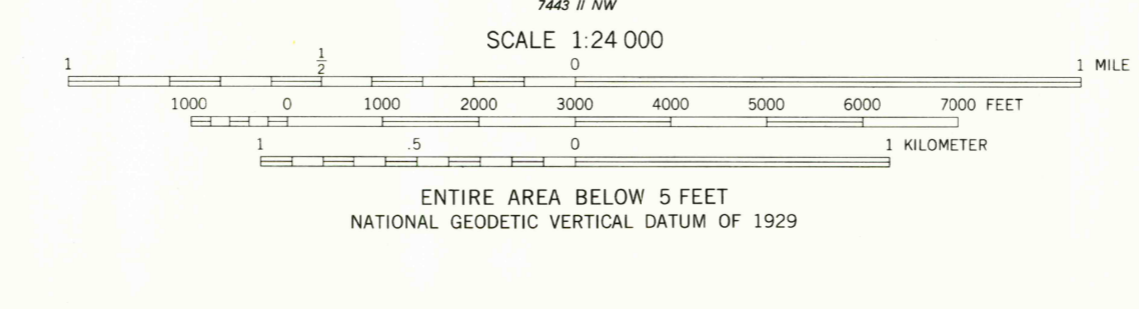 7443 II NW
SCALE 1:24 000
1 1/2 0 1 MILE
1000 0 1000 2000 3000 4000 5000 6000 7000 FEET
1 .5 0 1 KILOMETER
ENTIRE AREA BELOW 5 FEET
NATIONAL GEODETIC VERTICAL DATUM OF 1929